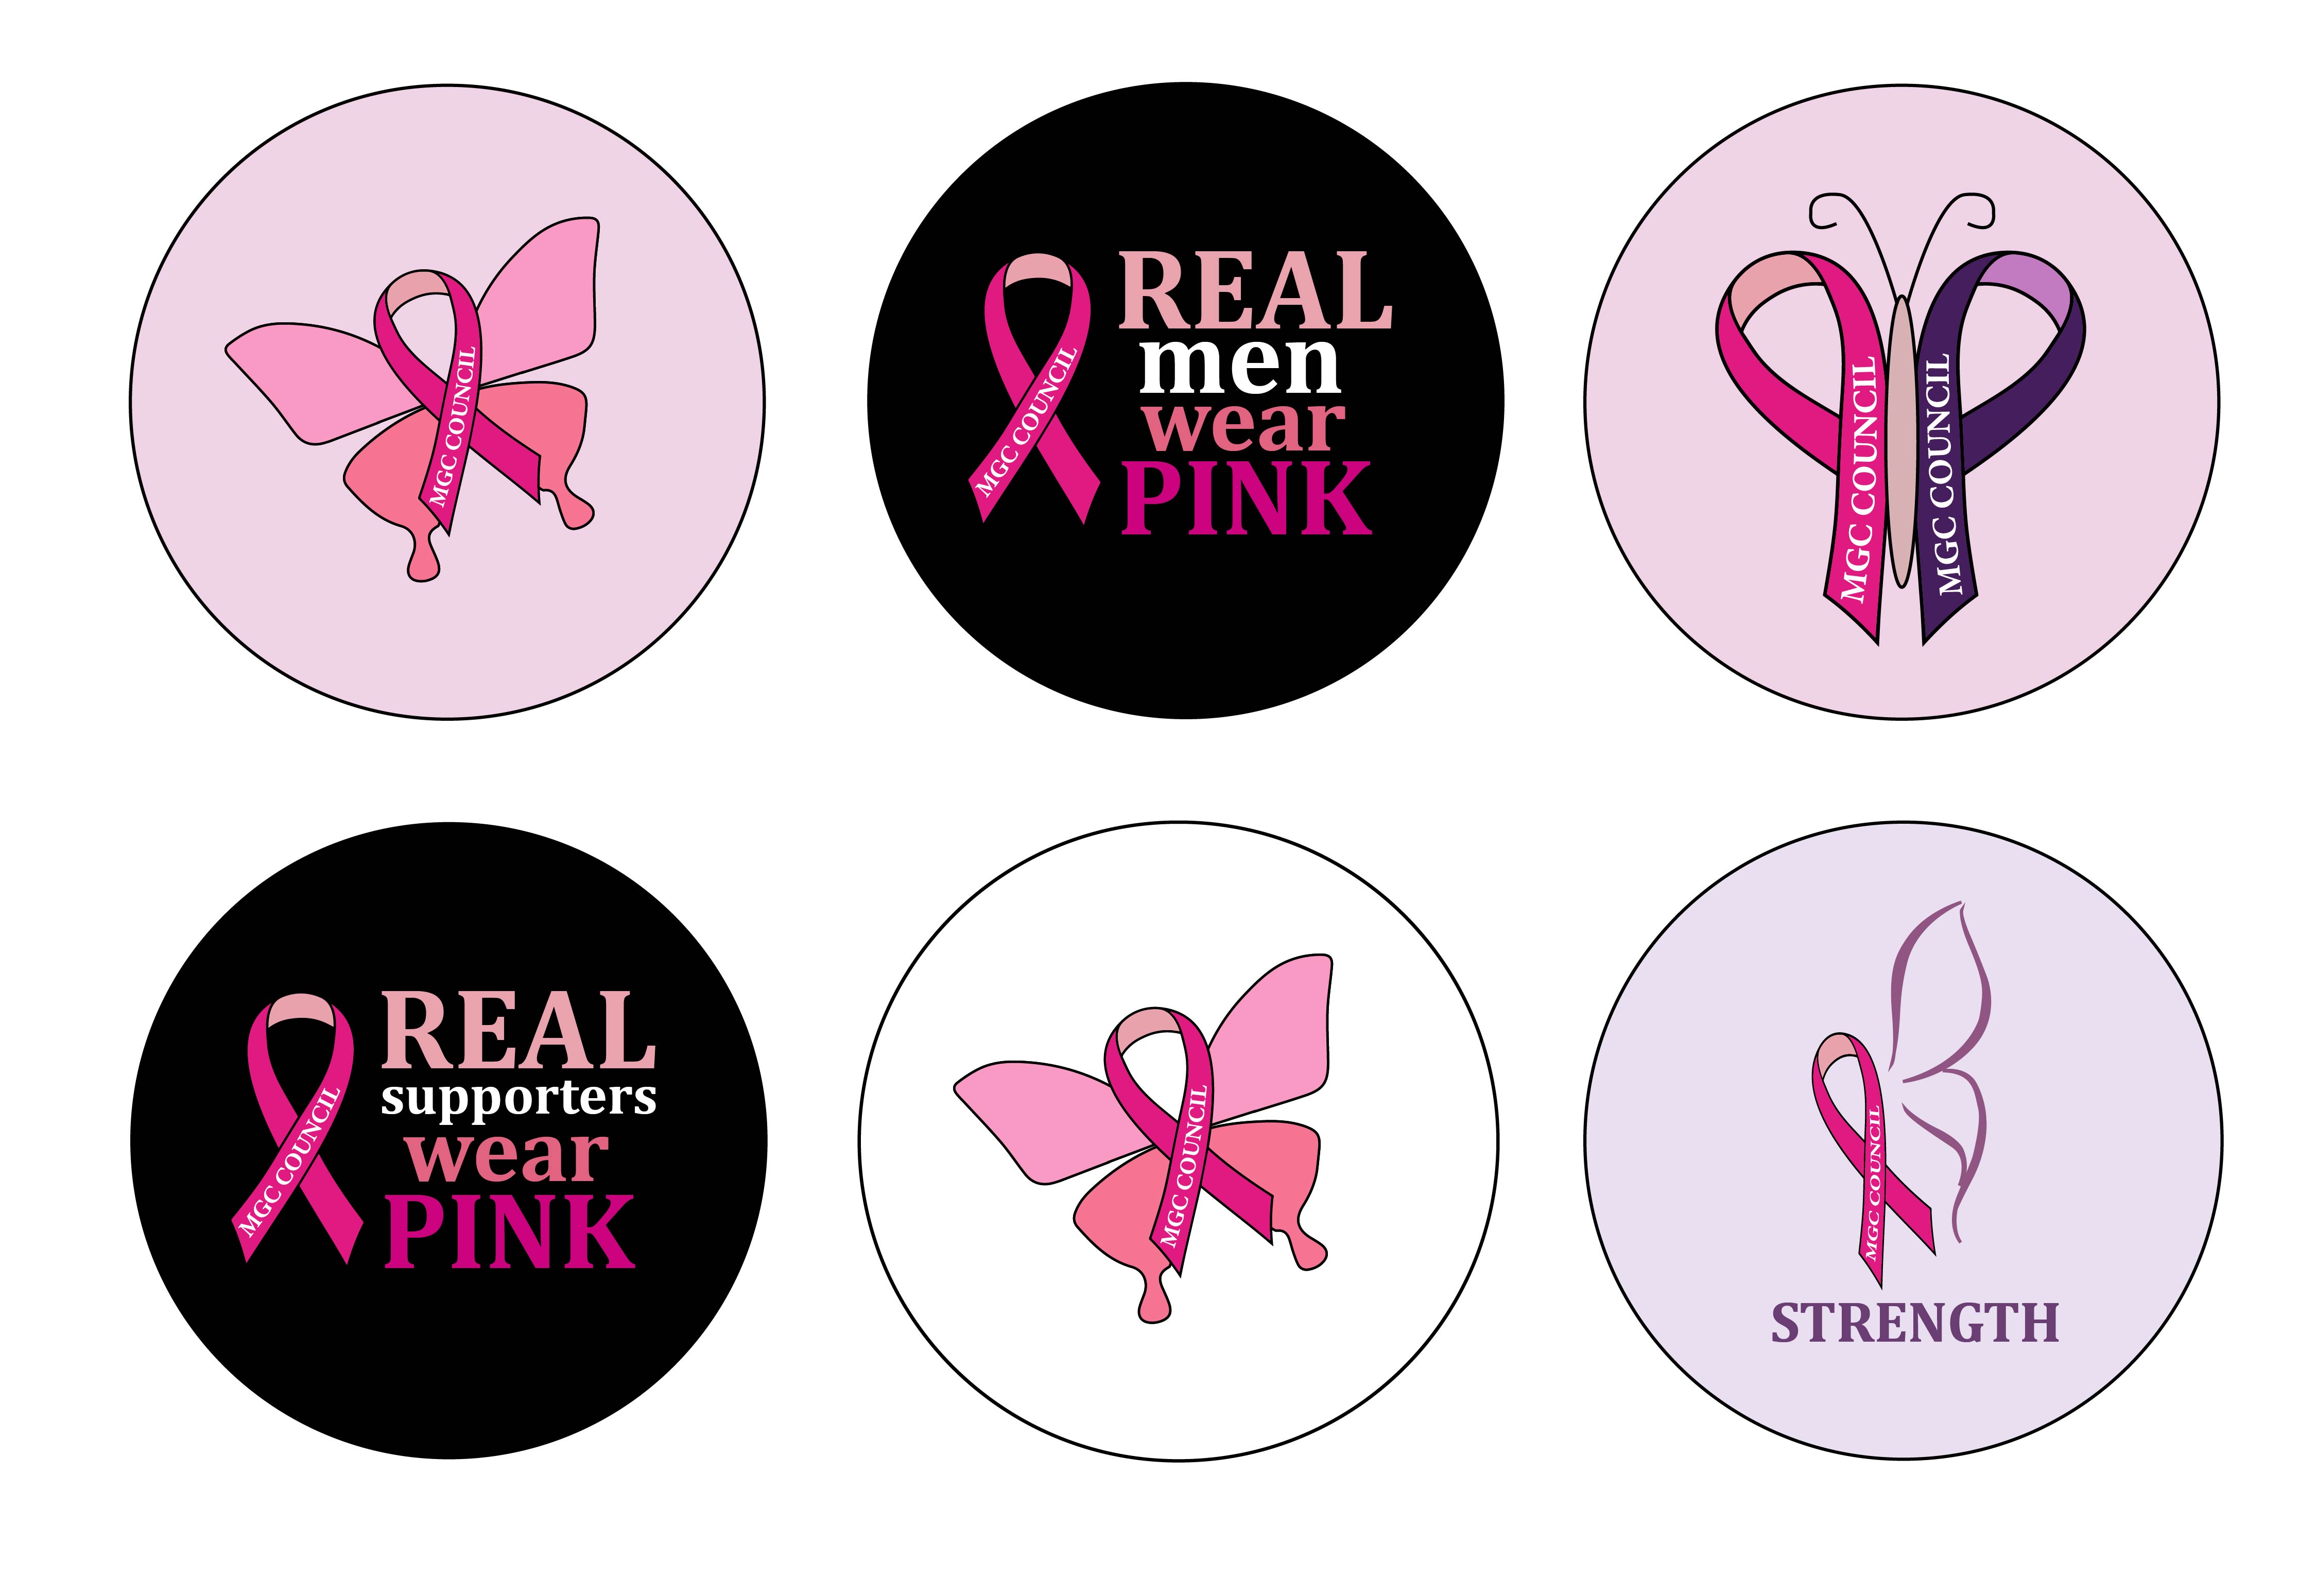 MGC COUNCIL
MGC COUNCIL
REAL
men
wear
PINK
MGC COUNCIL
MGC COUNCIL
MGC COUNCIL
REAL
supporters
wear
PINK
MGC COUNCIL
MGC COUNCIL
STRENGTH